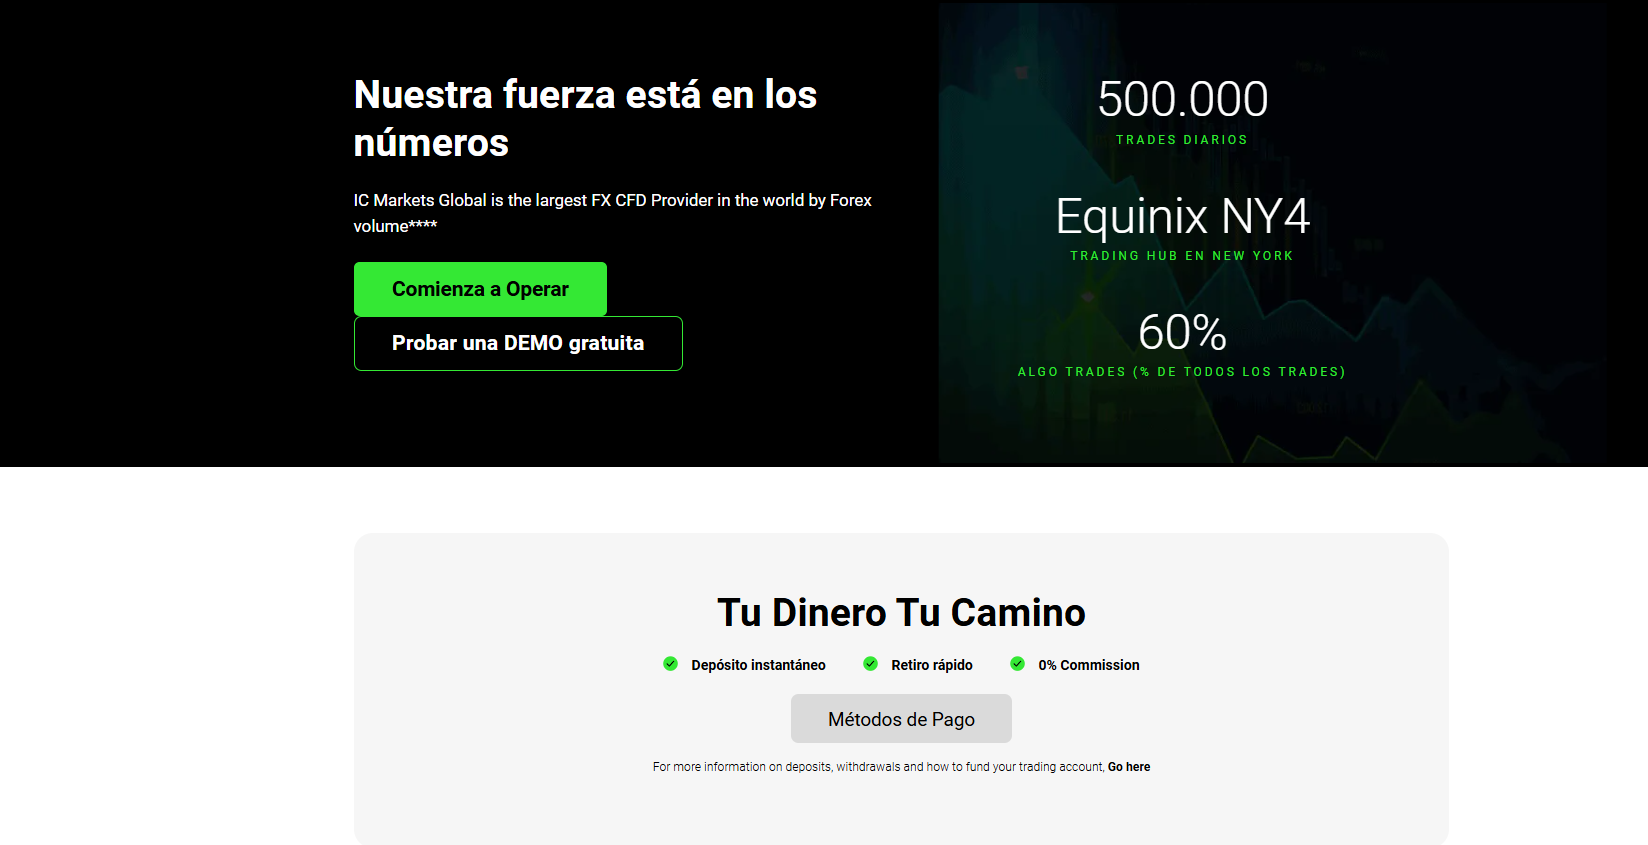 Nuestra fuerza está en los
números
IC Markets Global is the largest FX CFD Provider in the world by Forex
volume****
Comienza a Operar
Probar una DEMO gratuita
500.000
TRADES DIARIOS
Equinix NY4
TRADING HUB EN NEW YORK
60%
ALGO TRADES (% DE TODOS LOS TRADES)
Tu Dinero Tu Camino
Depósito instantáneo
Retiro rápido
0% Commission
Métodos de Pago
For more information on deposits, withdrawals and how to fund your trading account, Go here